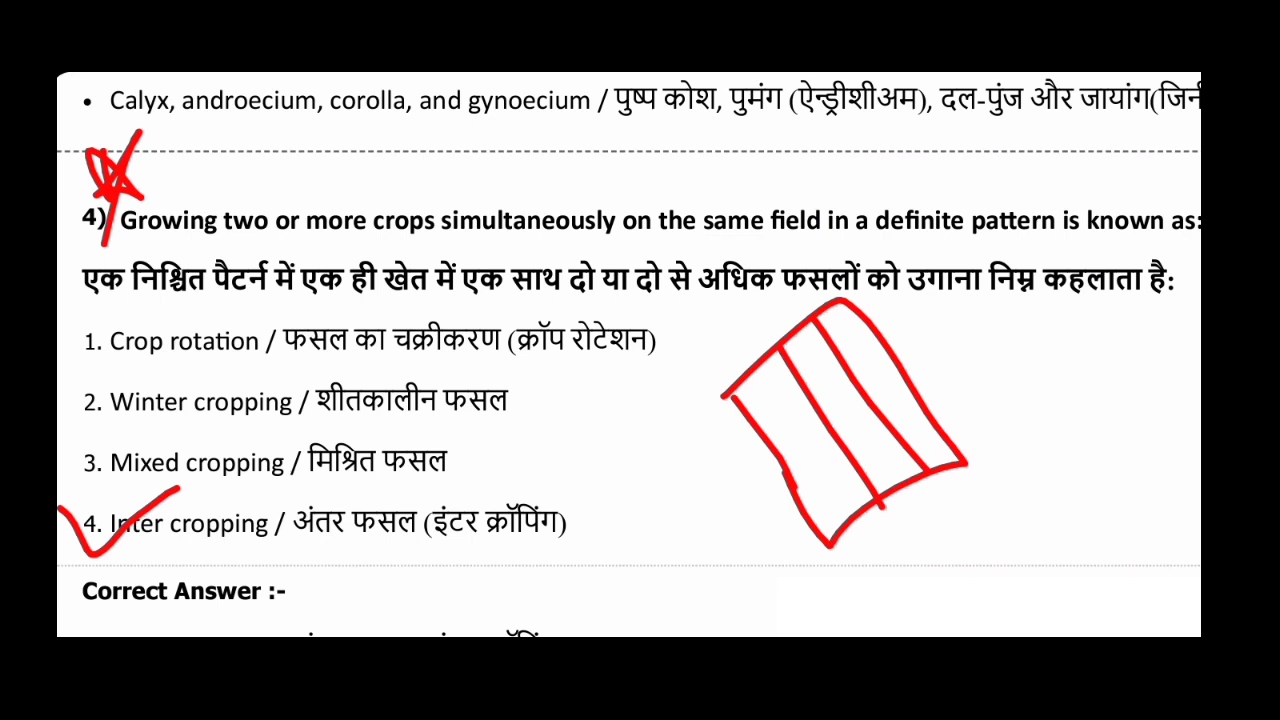 • Calyx, androecium, corolla, and gynoecium / पुष्प कोश, पुमंग (ऐन्ड्रीशीअम), दल-पुंज और जायांग
4) Growing two or more crops simultaneously on the same field in a definite pattern is known as:
एक निश्चित पैटर्न में एक ही खेत में एक साथ दो या दो से अधिक फसलों को उगाना निम्न कहलाता है:
1. Crop rotation / फसल का चक्रीकरण (क्रॉप रोटेशन)
2. Winter cropping / शीतकालीन फसल
3. Mixed cropping / मिश्रित फसल
4. Inter cropping / अंतर फसल (इंटर क्रॉपिंग)
Correct Answer :-